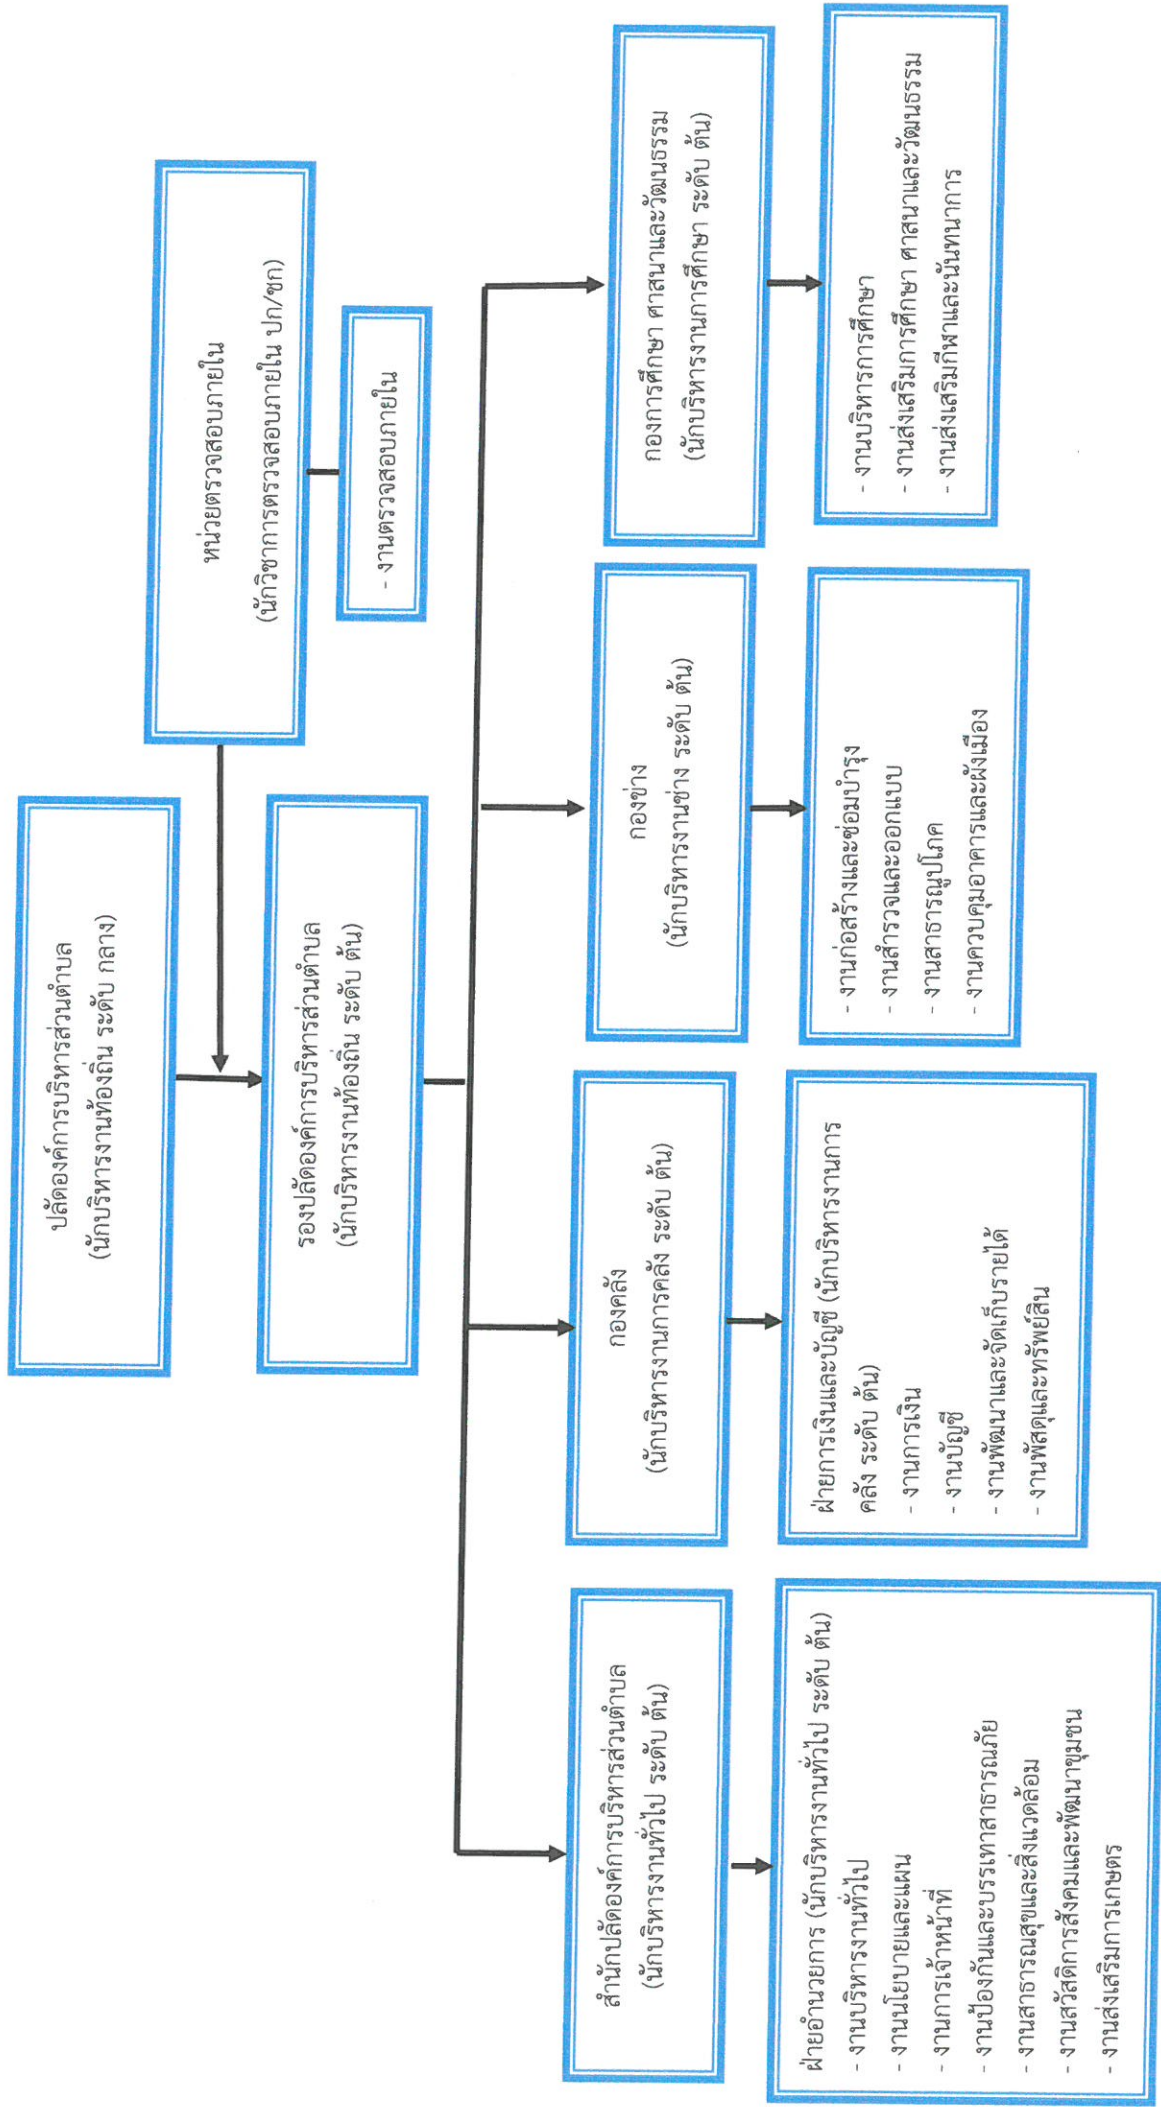 ปลัดองค์การบริหารส่วนตำบล
(นักบริหารงานท้องถิ่น ระดับ กลาง)
หน่วยตรวจสอบภายใน
(นักวิชาการตรวจสอบภายใน ปก/ชก)
- งานตรวจสอบภายใน
รองปลัดองค์การบริหารส่วนตำบล
(นักบริหารงานท้องถิ่น ระดับ ต้น)
สำนักปลัดองค์การบริหารส่วนตำบล
(นักบริหารงานทั่วไป ระดับ ต้น)
กองคลัง
(นักบริหารงานการคลัง ระดับ ต้น)
กองช่าง
(นักบริหารงานช่าง ระดับ ต้น)
กองการศึกษา ศาสนาและวัฒนธรรม
(นักบริหารงานการศึกษา ระดับ ต้น)
ฝ่ายอำนวยการ (นักบริหารงานทั่วไป ระดับ ต้น)
- งานบริหารงานทั่วไป
- งานนโยบายและแผน
- งานการเจ้าหน้าที่
- งานป้องกันและบรรเทาสาธารณภัย
- งานสาธารณสุขและสิ่งแวดล้อม
- งานสวัสดิการสังคมและพัฒนาชุมชน
- งานส่งเสริมการเกษตร
ฝ่ายการเงินและบัญชี (นักบริหารงานการ
คลัง ระดับ ต้น)
- งานการเงิน
- งานบัญชี
- งานพัฒนาและจัดเก็บรายได้
- งานพัสดุและทรัพย์สิน
- งานก่อสร้างและซ่อมบำรุง
- งานสำรวจและออกแบบ
- งานสาธารณูปโภค
- งานควบคุมอาคารและผังเมือง
- งานบริหารการศึกษา
- งานส่งเสริมการศึกษา ศาสนาและวัฒนธรรม
- งานส่งเสริมกีฬาและนันทนาการ